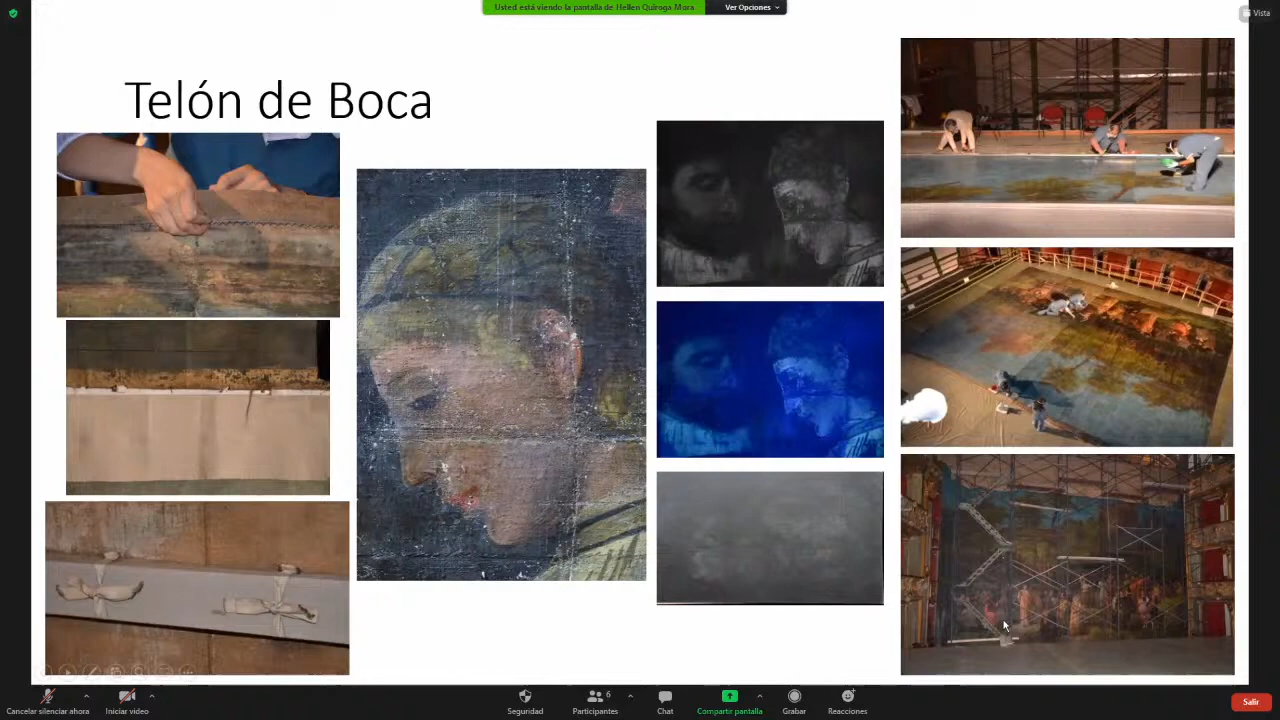 Usted está viendo la pantalla de Hellen Quiroga Mora
Ver Opciones
Vista
Telón de Boca
Cancelar silenciar ahora
Iniciar video
Seguridad
6
Participantes
Chat
Compartir pantalla
Grabar
Reacciones
Salir